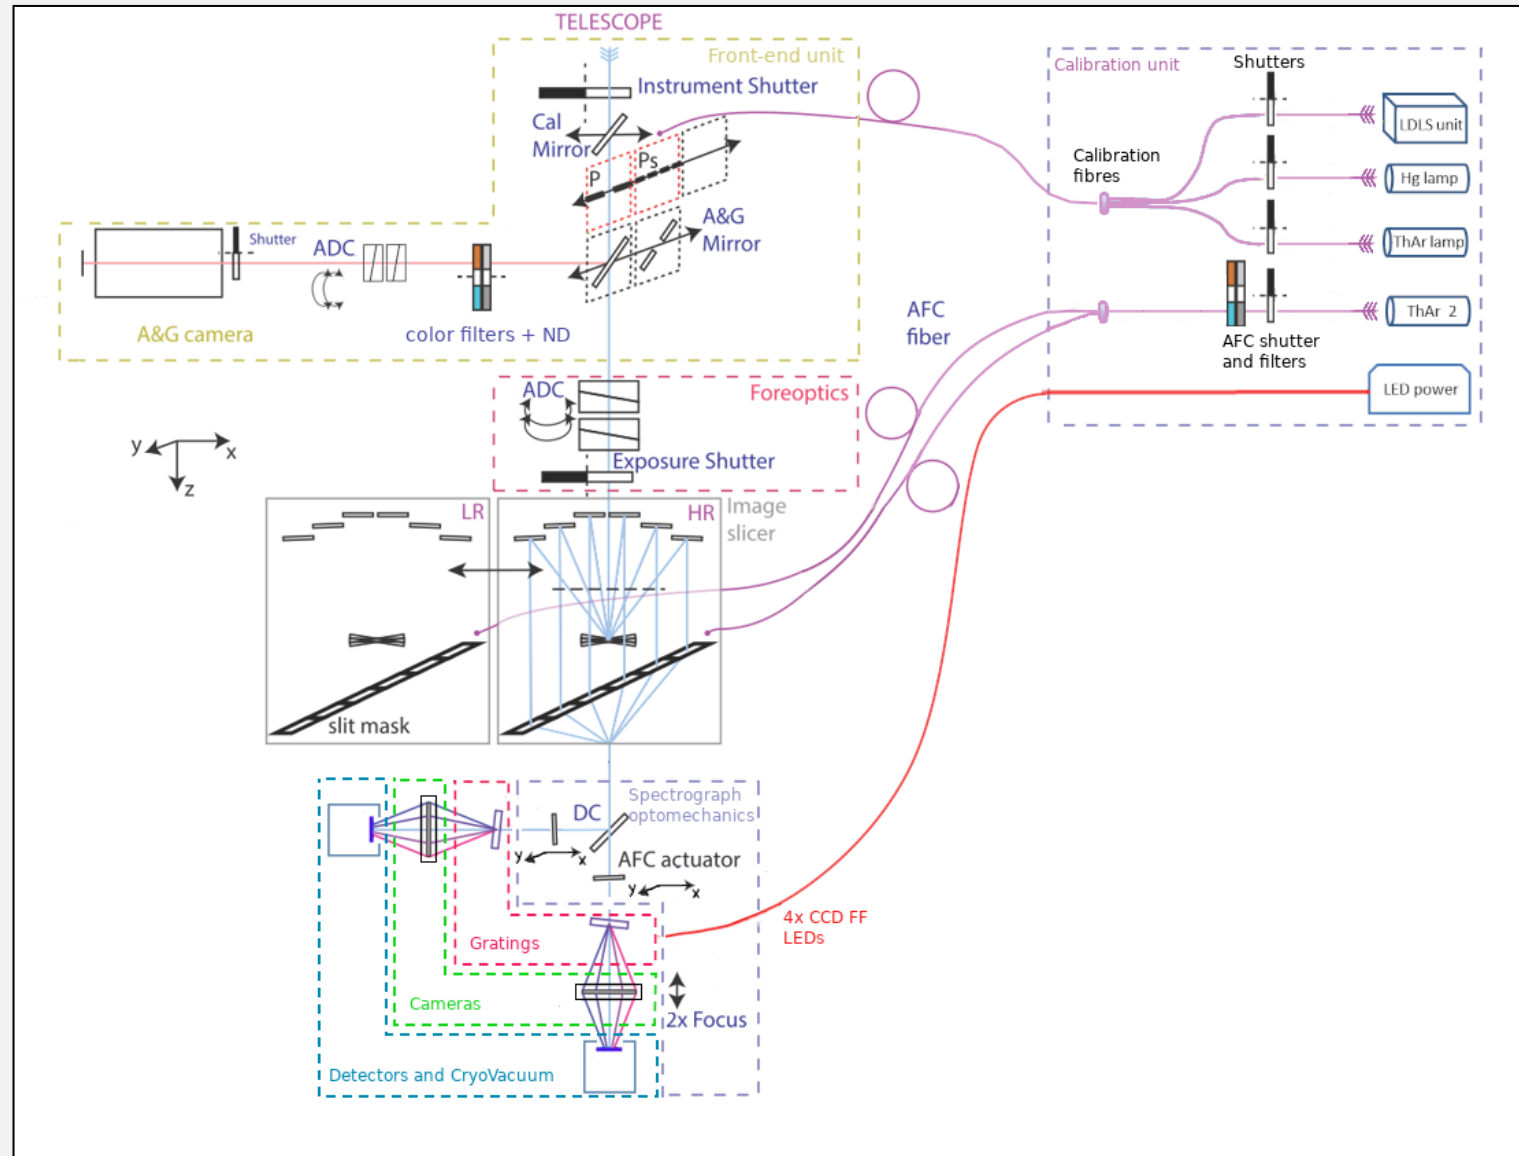 TELESCOPE
Front-end unit
Instrument Shutter
Cal
Mirror
P
Ps
A&G
Mirror
Shutter
ADC
A&G camera
color filters + ND
Calibration unit
Shutters
LDLS unit
Calibration
fibres
Hg lamp
ThAr lamp
ThAr 2
AFC shutter
and filters
LED power
AFC
fiber
ADC
Foreoptics
Exposure Shutter
y
x
z
LR
HR
Image
slicer
slit mask
Spectrograph
optomechanics
DC
y
x
AFC actuator
y
x
4x CCD FF
LEDs
Gratings
Cameras
2x Focus
Detectors and CryoVacuum